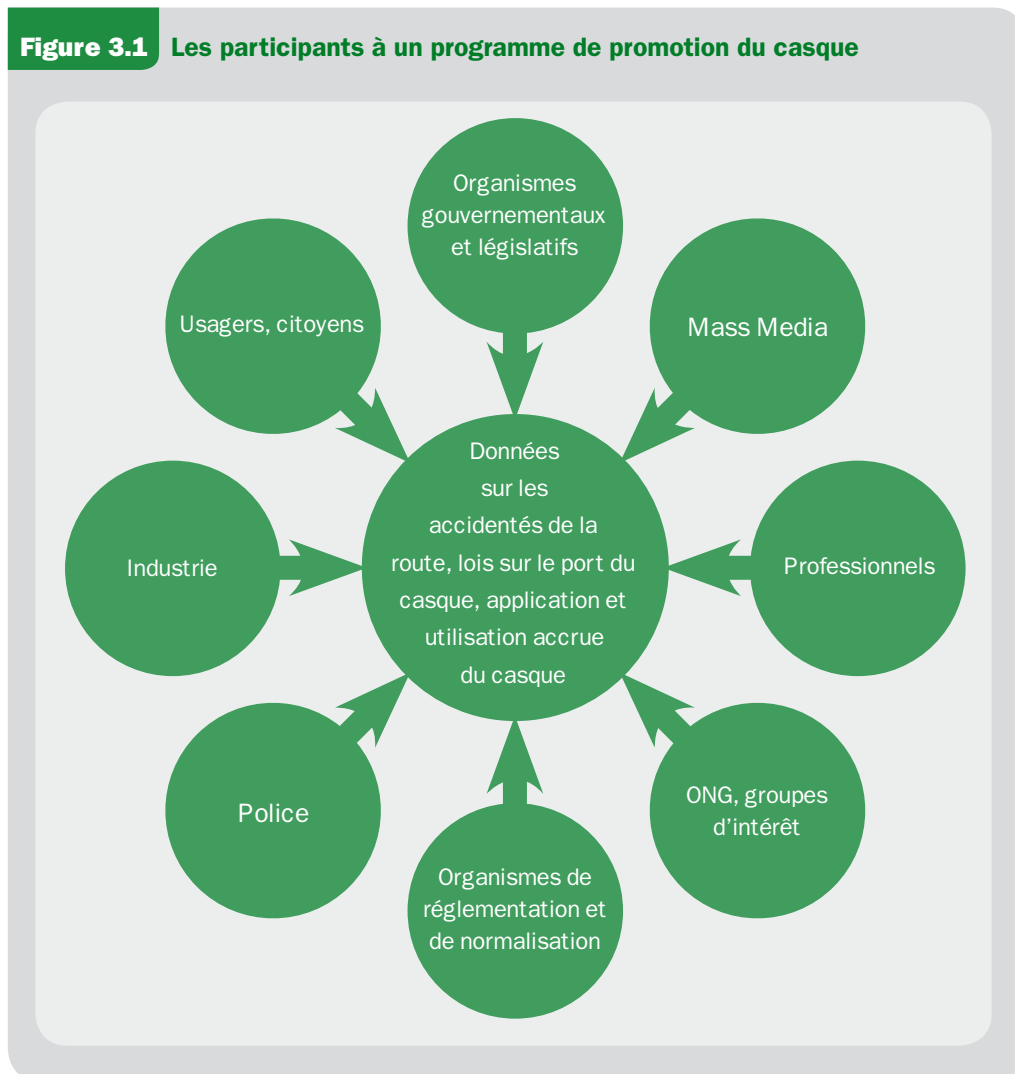 Figure 3.1 Les participants à un programme de promotion du casque
Organismes
gouvernementaux
et législatifs
Mass Media
Professionnels
ONG, groupes
d'intérêt
Organismes de
réglementation et
de normalisation
Police
Industrie
Usagers, citoyens
Données
sur les
accidentés de la
route, lois sur le port du
casque, application et
utilisation accrue
du casque